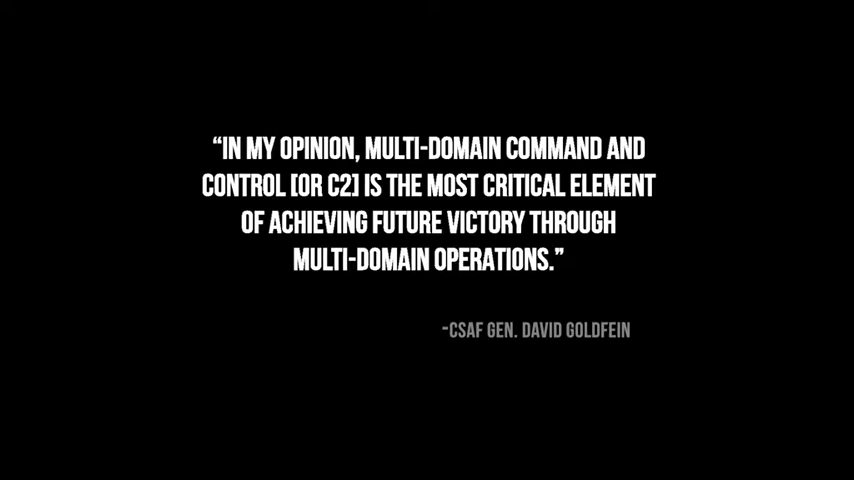 “IN MY OPINION, MULTI-DOMAIN COMMAND AND
CONTROL [OR C2] IS THE MOST CRITICAL ELEMENT
OF ACHIEVING FUTURE VICTORY THROUGH
MULTI-DOMAIN OPERATIONS.”
-CSAF GEN. DAVID GOLDFEIN